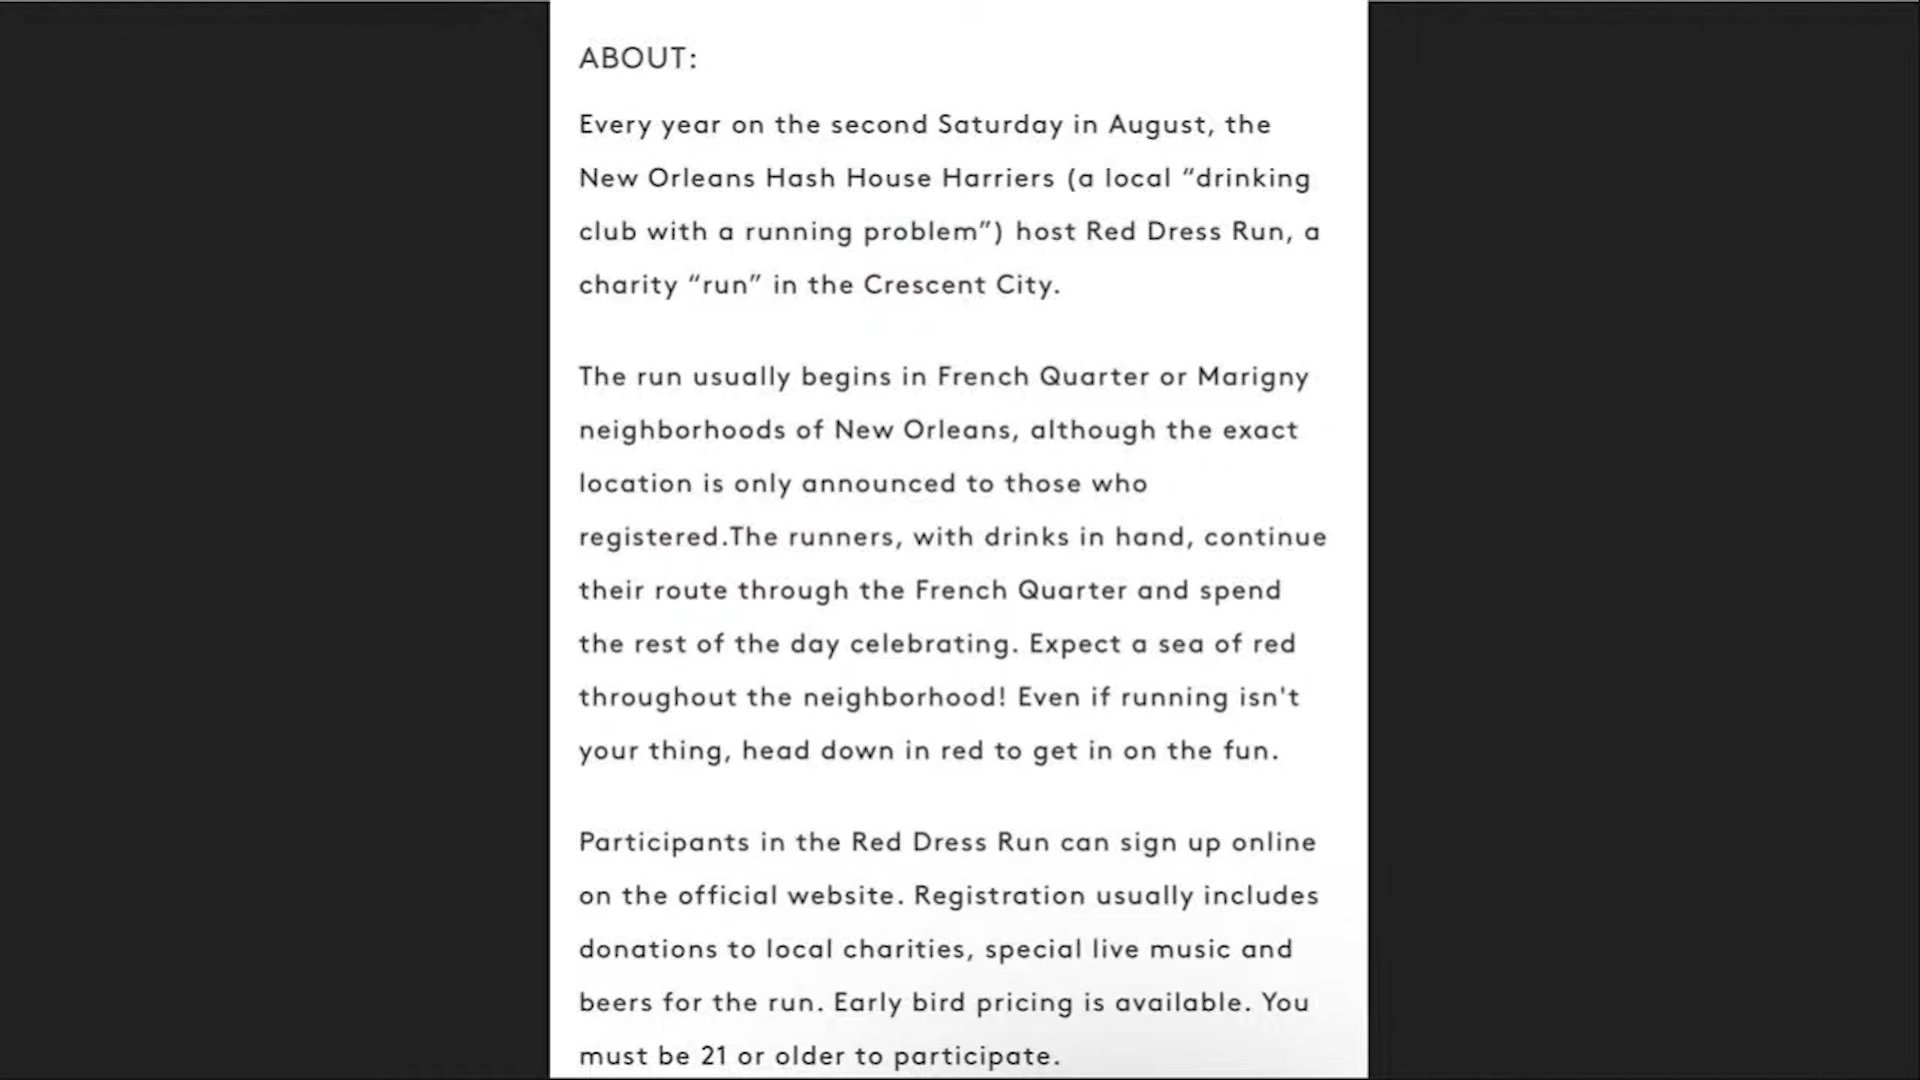 ABOUT:
Every year on the second Saturday in August, the
New Orleans Hash House Harriers (a local “drinking
club with a running problem”) host Red Dress Run, a
charity “run” in the Crescent City.
The run usually begins in French Quarter or Marigny
neighborhoods of New Orleans, although the exact
location is only announced to those who
registered.The runners, with drinks in hand, continue
their route through the French Quarter and spend
the rest of the day celebrating. Expect a sea of red
throughout the neighborhood! Even if running isn't
your thing, head down in red to get in on the fun.
Participants in the Red Dress Run can sign up online
on the official website. Registration usually includes
donations to local charities, special live music and
beers for the run. Early bird pricing is available. You
must be 21 or older to participate.